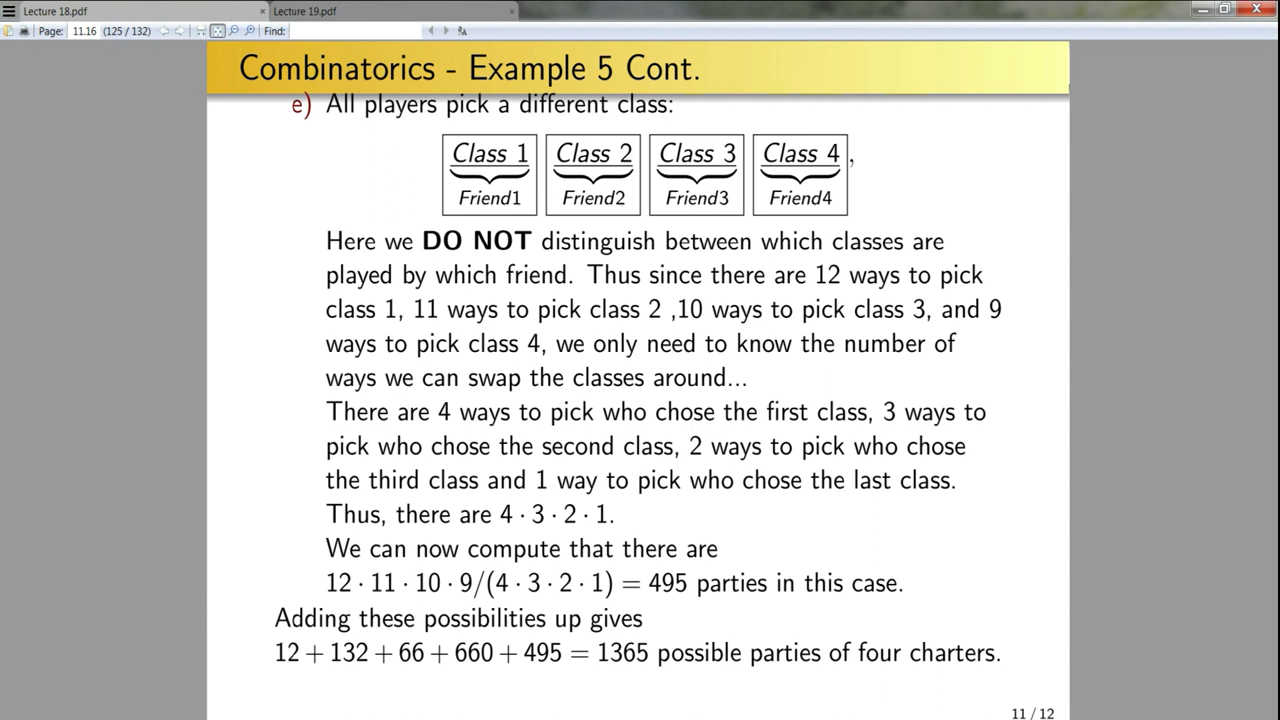 Lecture 18.pdf × Lecture 19.pdf ×
Page: 11.16 (125 / 132) Find:
Combinatorics - Example 5 Cont.
e) All players pick a different class:
Class 1 Class 2 Class 3 Class 4 ,
Friend1 Friend2 Friend3 Friend4
Here we DO NOT distinguish between which classes are
played by which friend. Thus since there are 12 ways to pick
class 1, 11 ways to pick class 2 ,10 ways to pick class 3, and 9
ways to pick class 4, we only need to know the number of
ways we can swap the classes around...
There are 4 ways to pick who chose the first class, 3 ways to
pick who chose the second class, 2 ways to pick who chose
the third class and 1 way to pick who chose the last class.
Thus, there are 4 · 3 · 2 · 1.
We can now compute that there are
12 · 11 · 10 · 9/(4 · 3 · 2 · 1) = 495 parties in this case.
Adding these possibilities up gives
12 + 132 + 66 + 660 + 495 = 1365 possible parties of four charters.
11 / 12